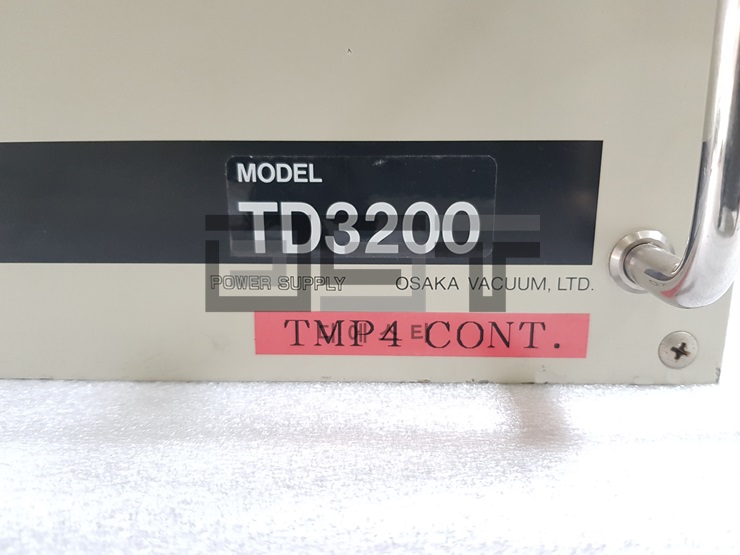 MODEL
TD3200
POWER SUPPLY OSAKA VACUUM, LTD.
TMP4 CONT.